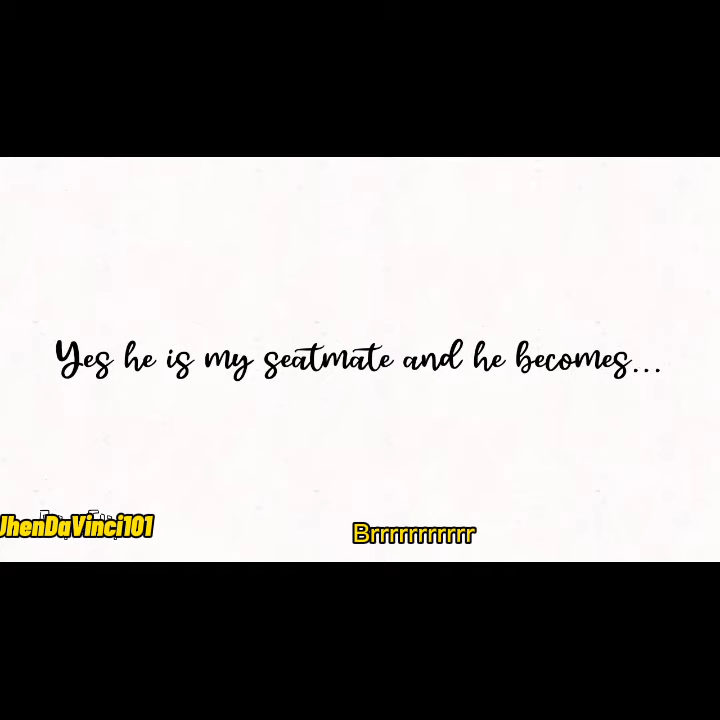 Yes he is my seatmate and he becomes...
JhenDaVinci101
Brrrrrrrrrrr